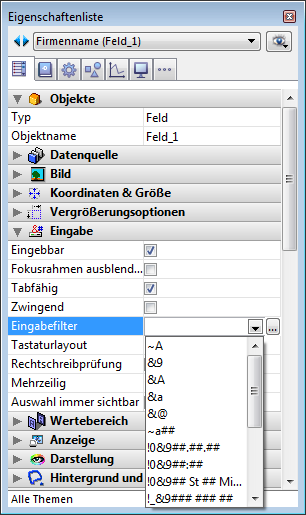 Eigenschaftenliste
Firmenname (Feld_1)
Objekte
Typ Feld
Objektname Feld_1
Datenquelle
Bild
Koordinaten & Größe
Vergrößerungsoptionen
Eingabe
Eingebbar
Fokusrahmen ausblend...
Tabfähig
Zwingend
Eingabefilter
Tastaturlayout
Rechtschreibprüfung
Mehrzeilig
Auswahl immer sichtbar
~A
&9
&A
&a
&@
~a##
!0&9##,##,##
!0&9##;##
!0&9## St ## Mi...
!_&9### ### ##
Wertebereich
Anzeige
Darstellung
Hintergrund und
Alle Themen